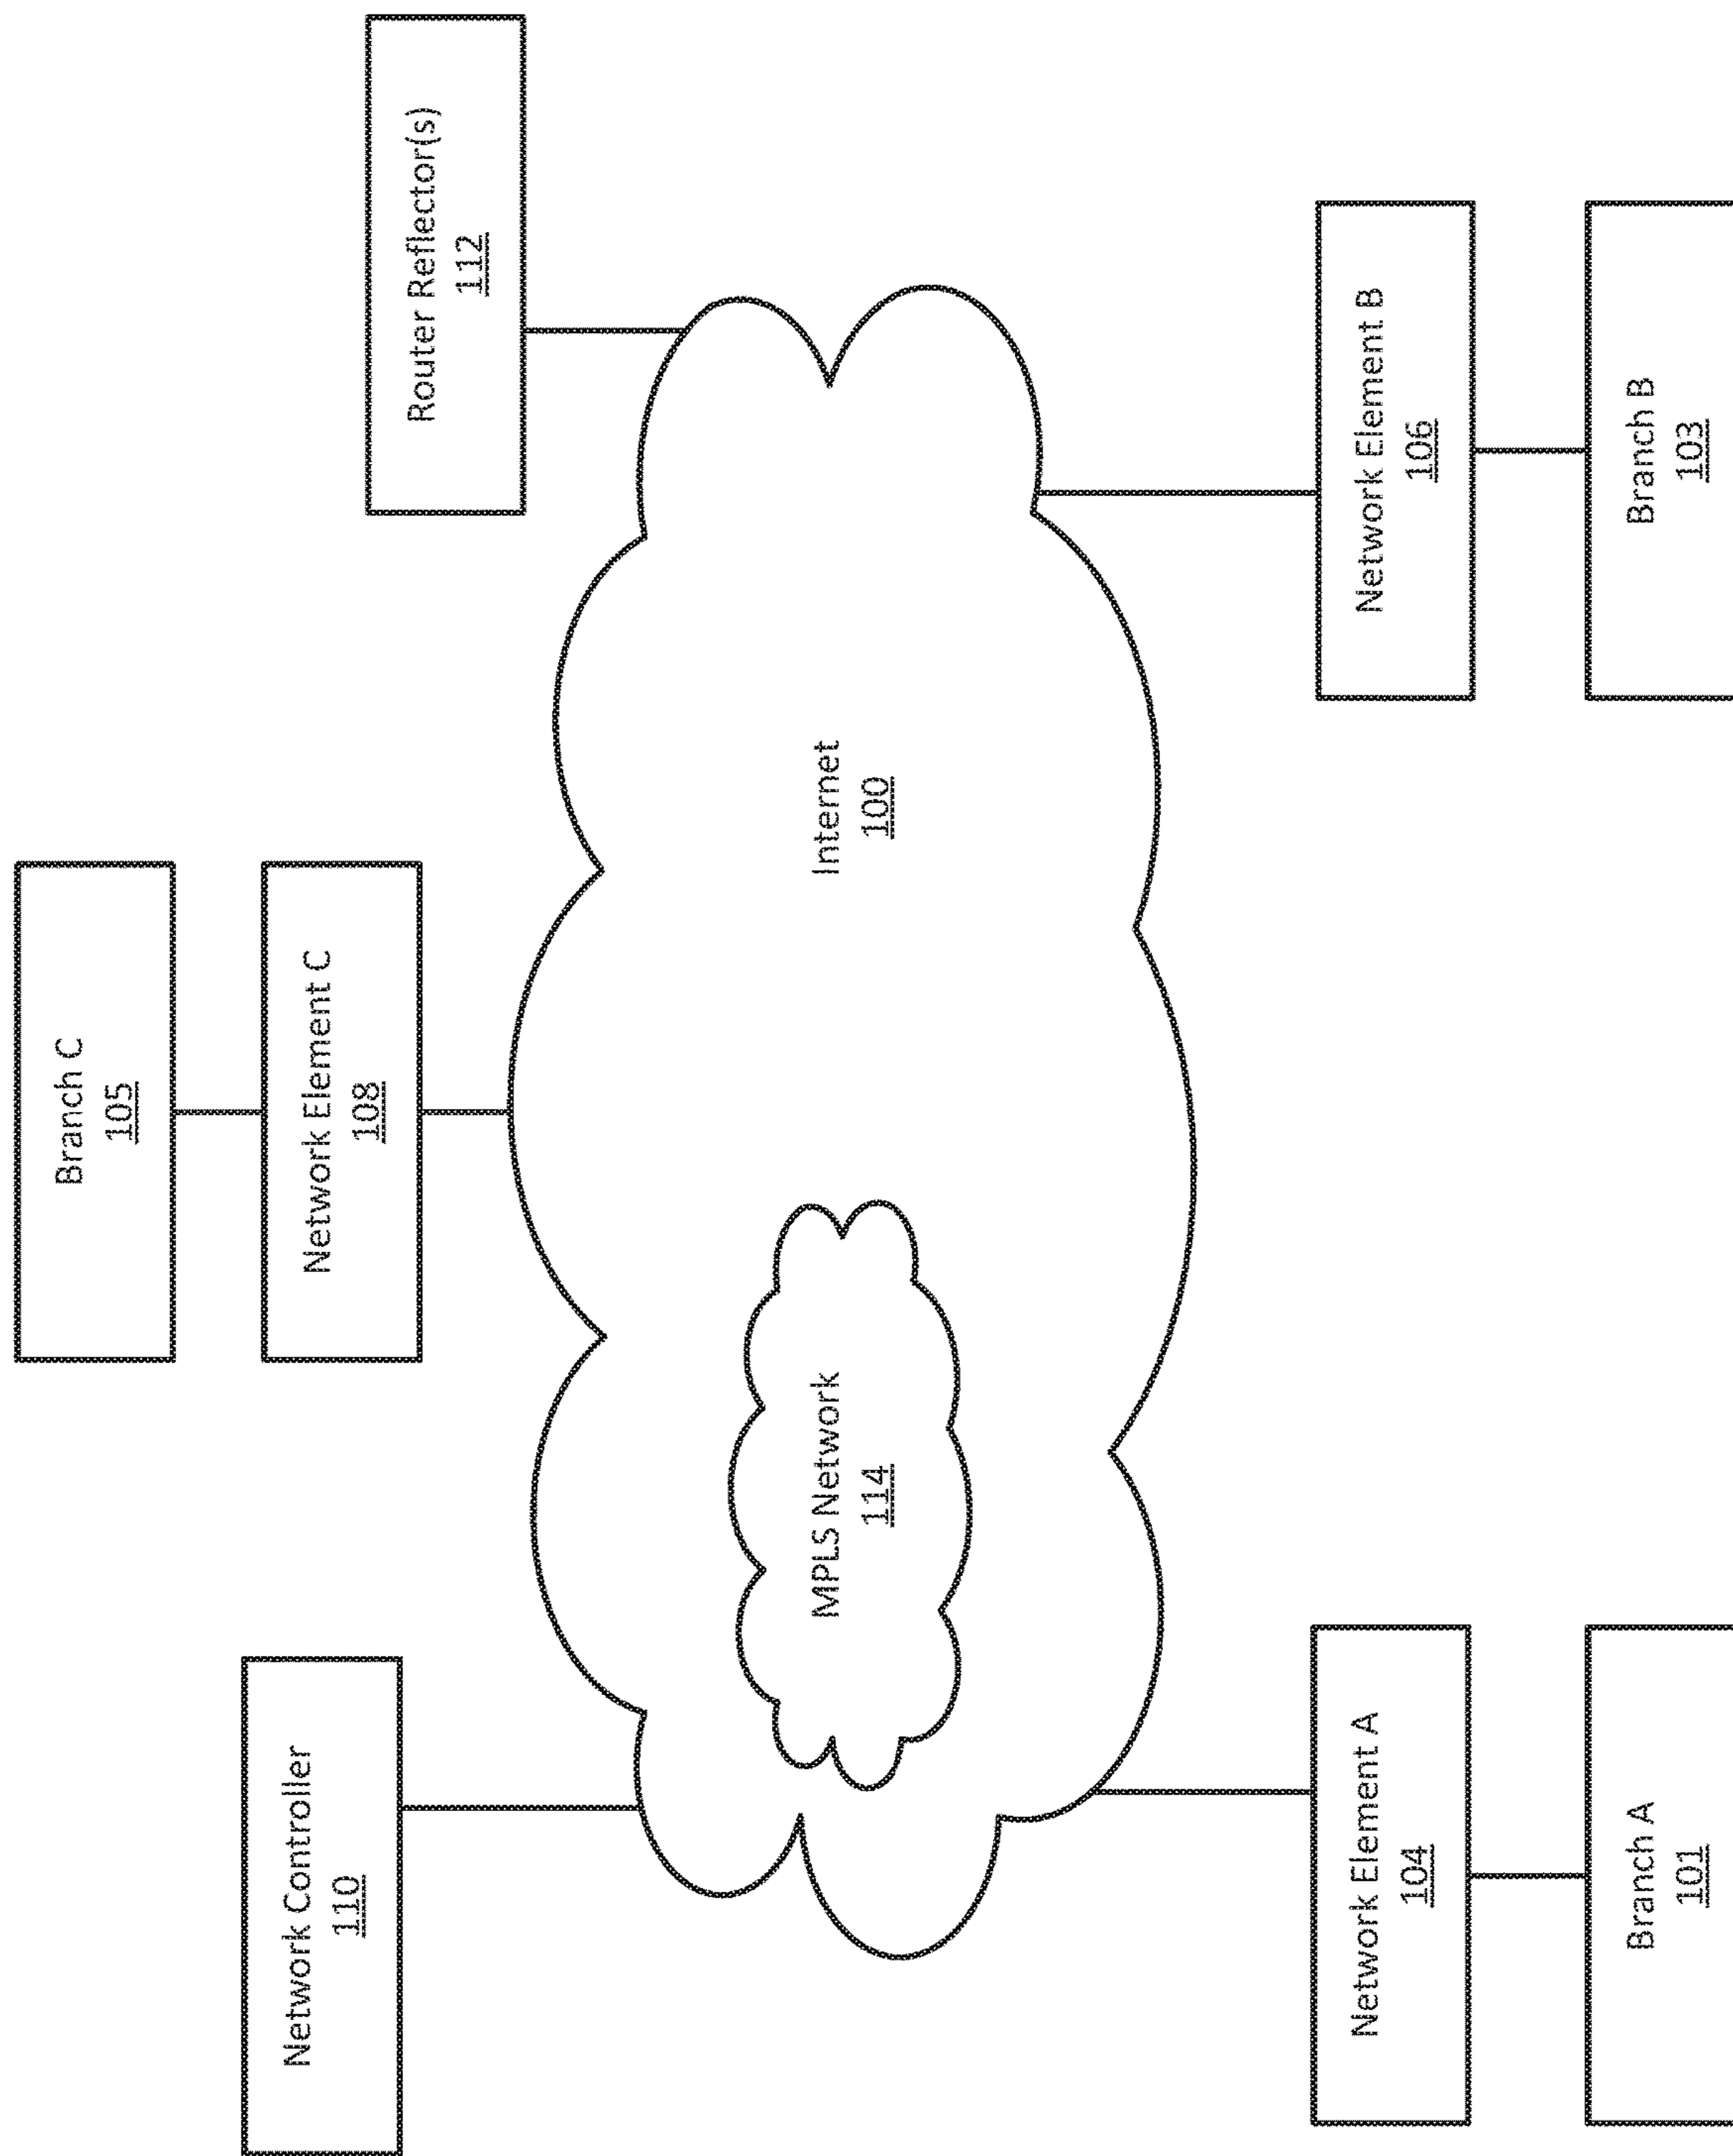 Branch C
105
Network Controller
110
Network Element C
108
Router Reflector(s)
112
MPLS Network
114
Internet
100
Network Element A
104
Network Element B
106
Branch A
101
Branch B
103